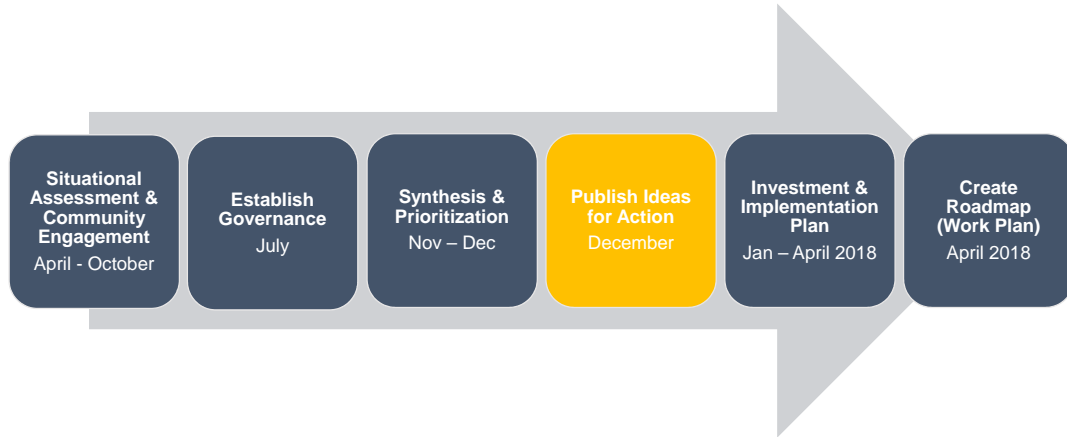 Situational
Assessment &
Community
Engagement
April - October
Establish
Governance
July
Synthesis &
Prioritization
Nov – Dec
Publish Ideas
for Action
December
Investment &
Implementation
Plan
Jan – April 2018
Create
Roadmap
(Work Plan)
April 2018